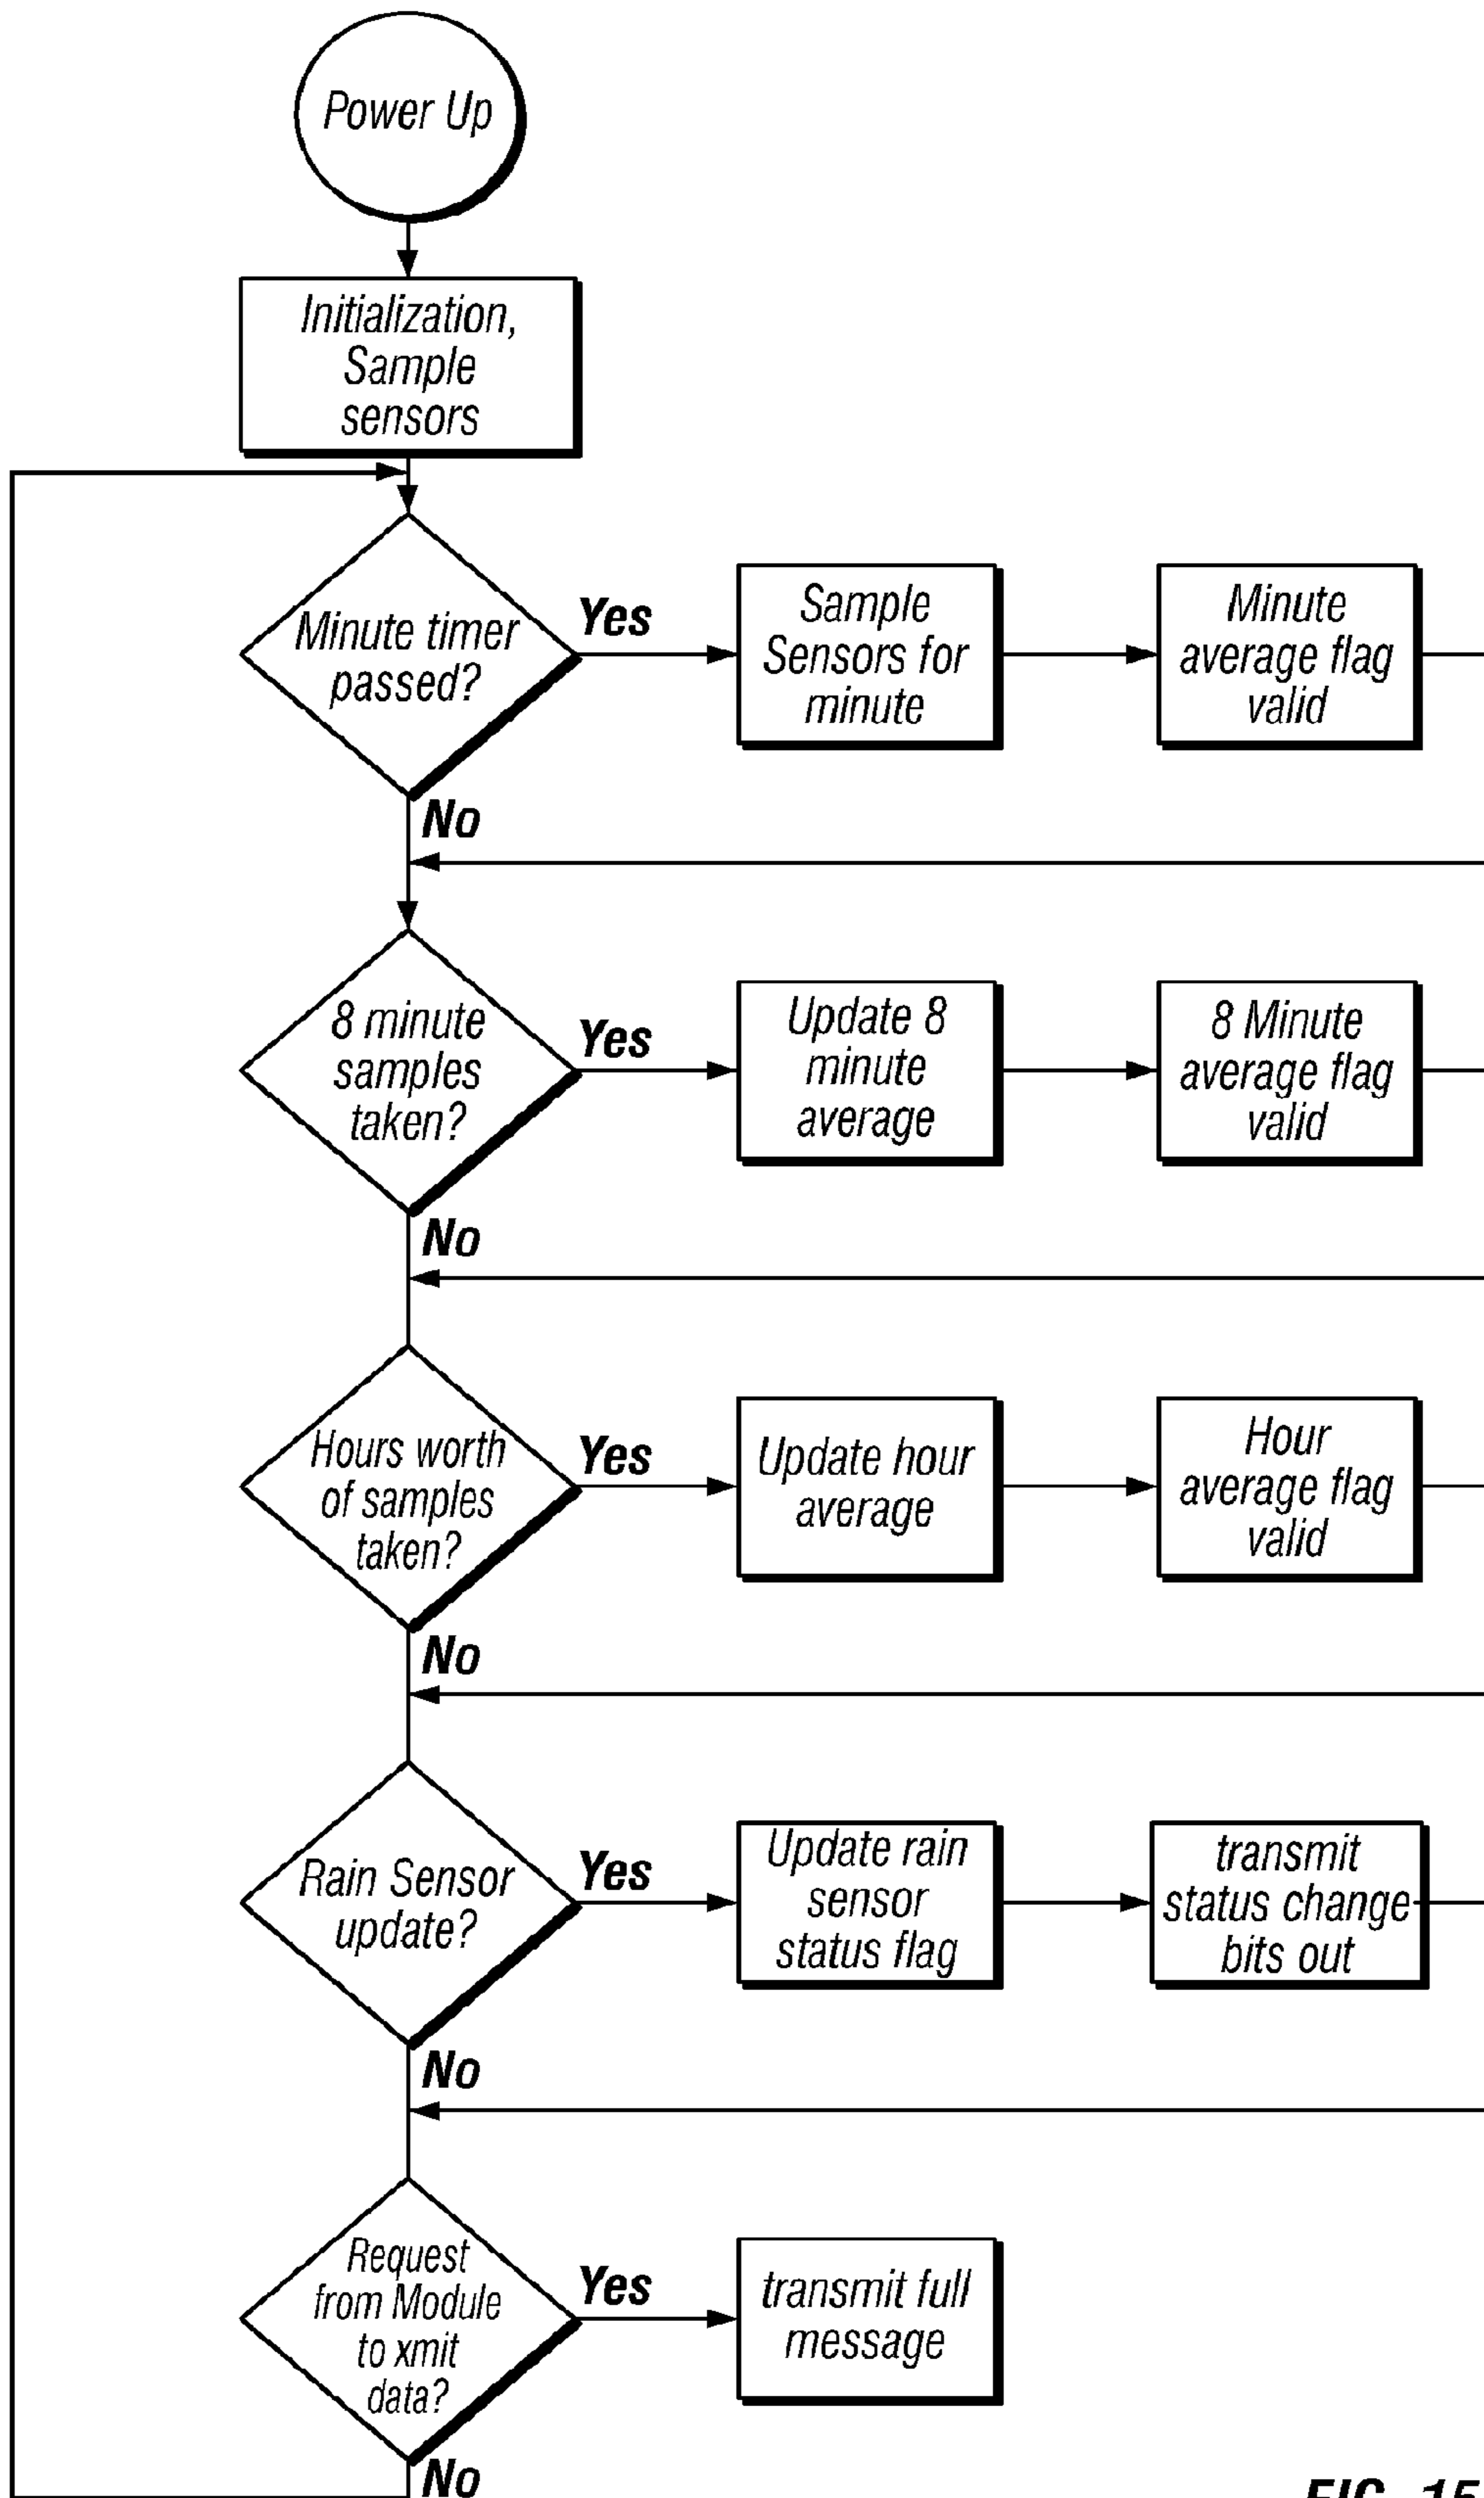 Power Up
Initialization,
Sample
sensors
Minute timer
passed?
Yes
Sample
Sensors for
minute
Minute
average flag
valid
No
8 minute
samples
taken?
Yes
Update 8
minute
average
8 Minute
average flag
valid
No
Hours worth
of samples
taken?
Yes
Update hour
average
Hour
average flag
valid
No
Rain Sensor
update?
Yes
Update rain
sensor
status flag
transmit
status change
bits out
No
Request
from Module
to xmit
data?
Yes
transmit full
message
No
FIG. 15